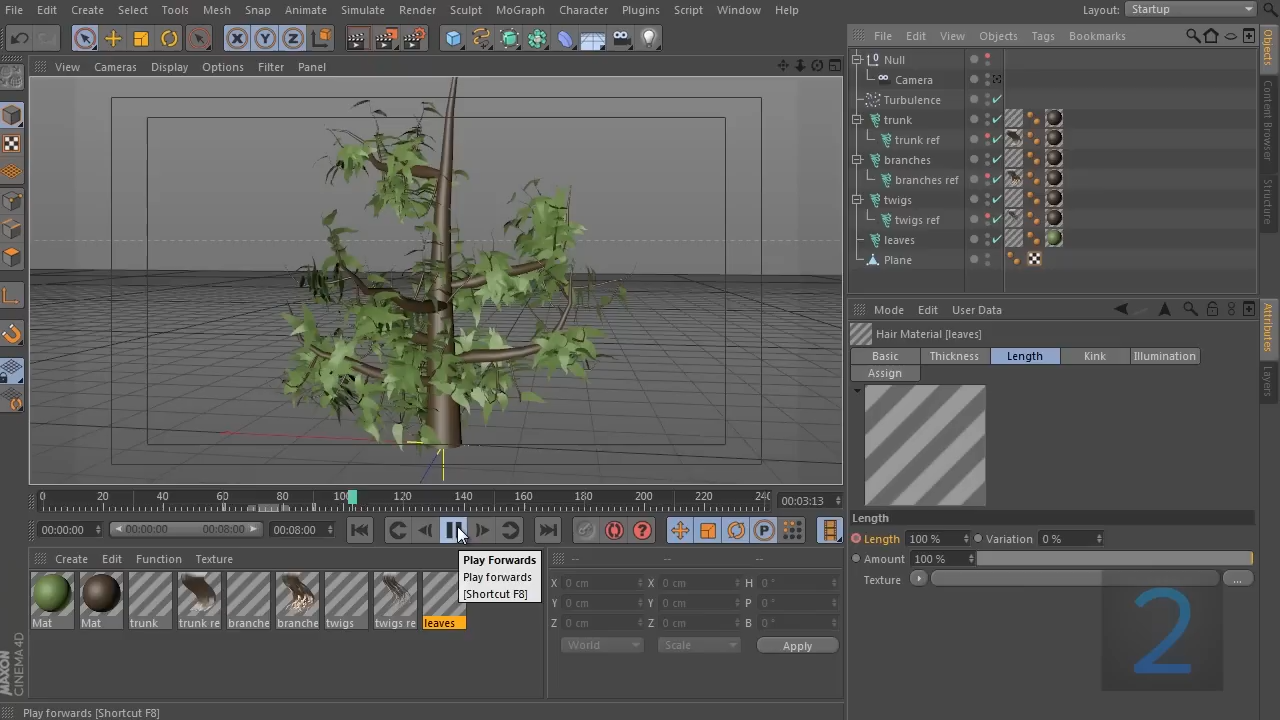 File Edit Create Select Tools Mesh Snap Animate Simulate Render Sculpt MoGraph Character Plugins Script Window Help
Layout: Startup
View Cameras Display Options Filter Panel
File Edit View Objects Tags Bookmarks
Null
Camera
Turbulence
trunk
trunk ref
branches
branches ref
twigs
twigs ref
leaves
Plane
Objects
Content Browser
Structure
Mode Edit User Data
Hair Material [leaves]
Basic Thickness Length Kink Illumination
Assign
Attributes
Layers
Length
Length 100 % Variation 0 %
Amount 100 %
Texture ...
0 20 40 60 80 100 120 140 160 180 200 220 240
00:03:13
00:00:00 00:00:00 00:08:00 00:08:00
Play Forwards
Play forwards
[Shortcut F8]
Create Edit Function Texture
Mat Mat trunk trunk re branche branche twigs twigs re leaves
-- -- --
X 0 cm X 0 cm H 0 °
Y 0 cm Y 0 cm P 0 °
Z 0 cm Z 0 cm B 0 °
World Scale Apply
2
MAXON
CINEMA 4D
Play forwards [Shortcut F8]